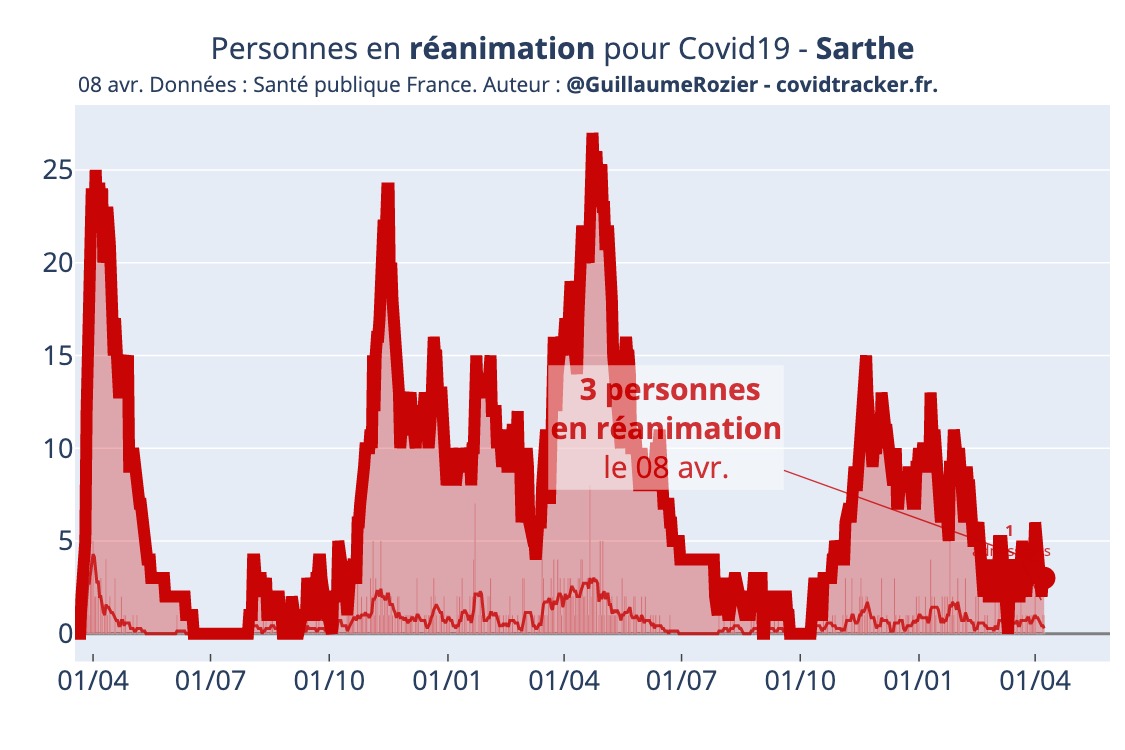 Personnes en réanimation pour Covid19 - Sarthe
08 avr. Données : Santé publique France. Auteur : @GuillaumeRozier - covidtracker.fr.
25
20
15
10
5
0
3 personnes
en réanimation
le 08 avr.
1
01/04 01/07 01/10 01/01 01/04 01/07 01/10 01/01 01/04